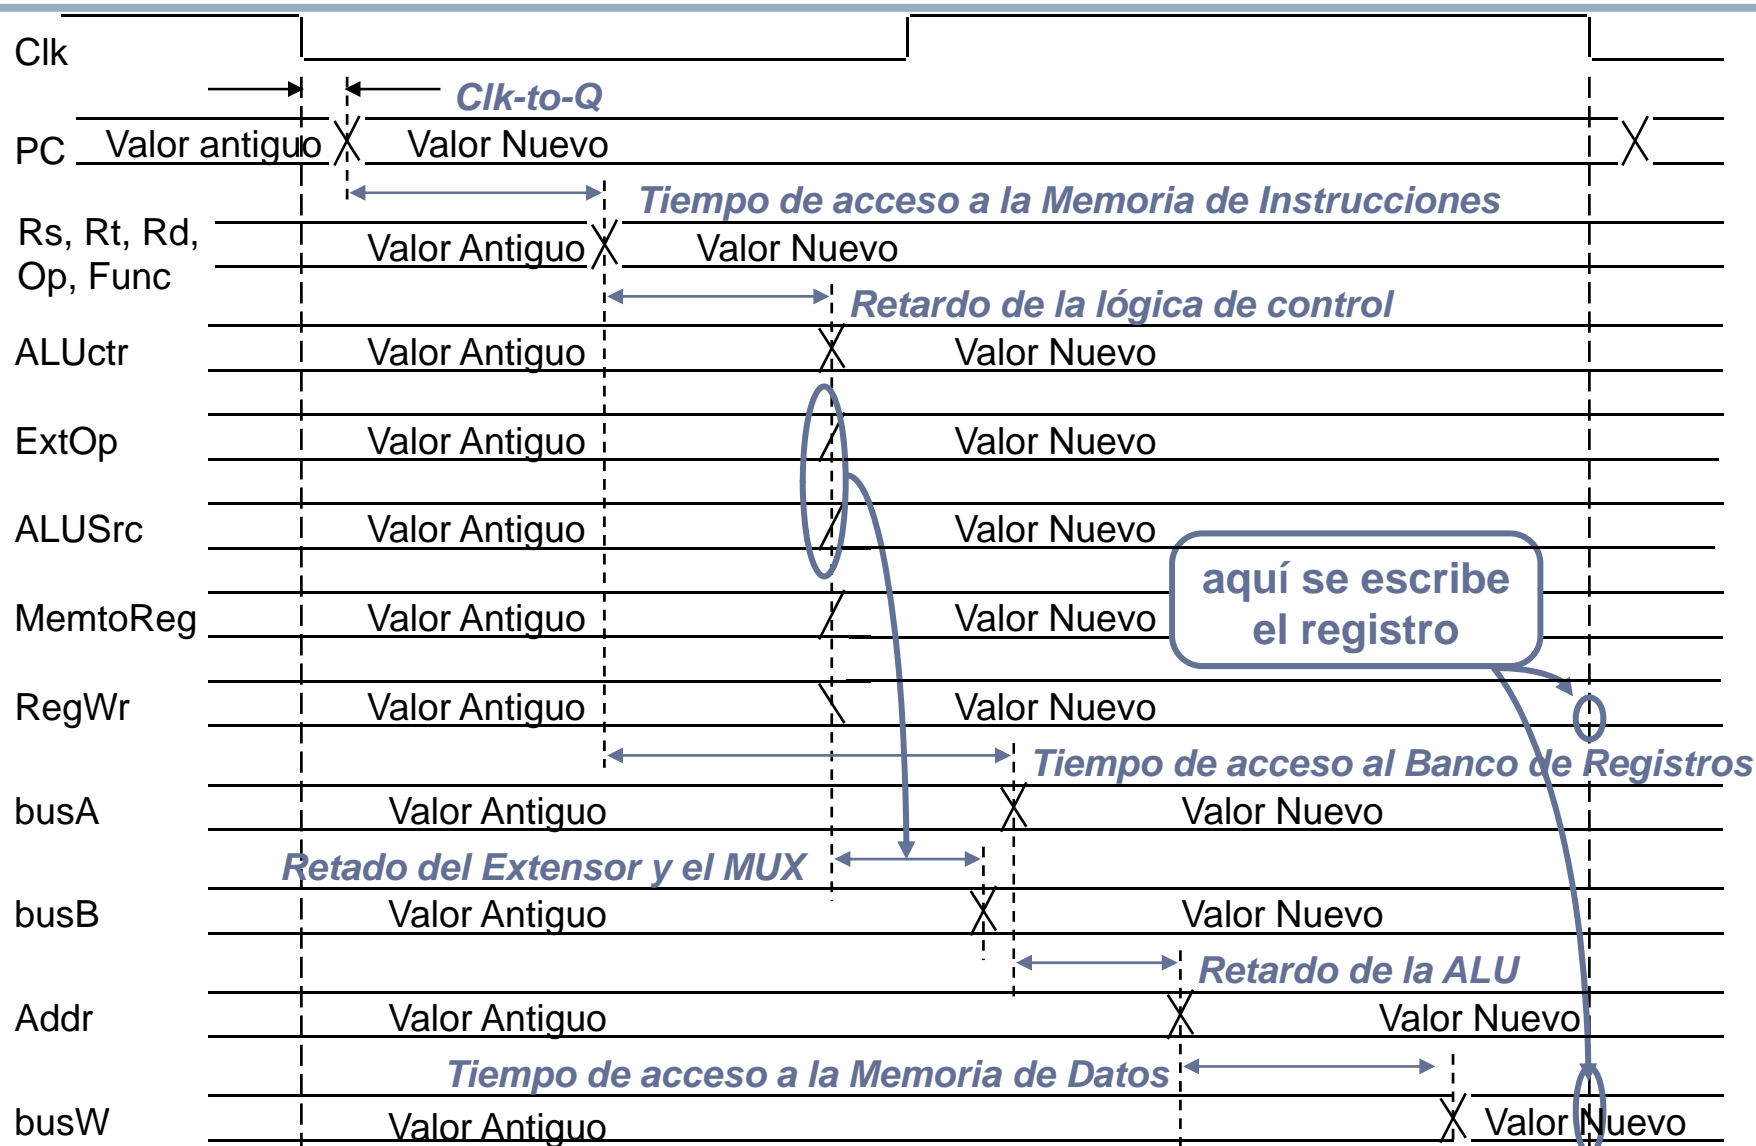 Clk
Clk-to-Q
PC Valor antiguo Valor Nuevo
Tiempo de acceso a la Memoria de Instrucciones
Rs, Rt, Rd,
Op, Func
Valor Antiguo Valor Nuevo
Retardo de la lógica de control
ALUctr Valor Antiguo Valor Nuevo
ExtOp Valor Antiguo Valor Nuevo
ALUSrc Valor Antiguo Valor Nuevo
aquí se escribe
el registro
MemtoReg Valor Antiguo Valor Nuevo
RegWr Valor Antiguo Valor Nuevo
Tiempo de acceso al Banco de Registros
busA Valor Antiguo Valor Nuevo
Retado del Extensor y el MUX
busB Valor Antiguo Valor Nuevo
Retardo de la ALU
Addr Valor Antiguo Valor Nuevo
Tiempo de acceso a la Memoria de Datos
busW Valor Antiguo Valor Nuevo